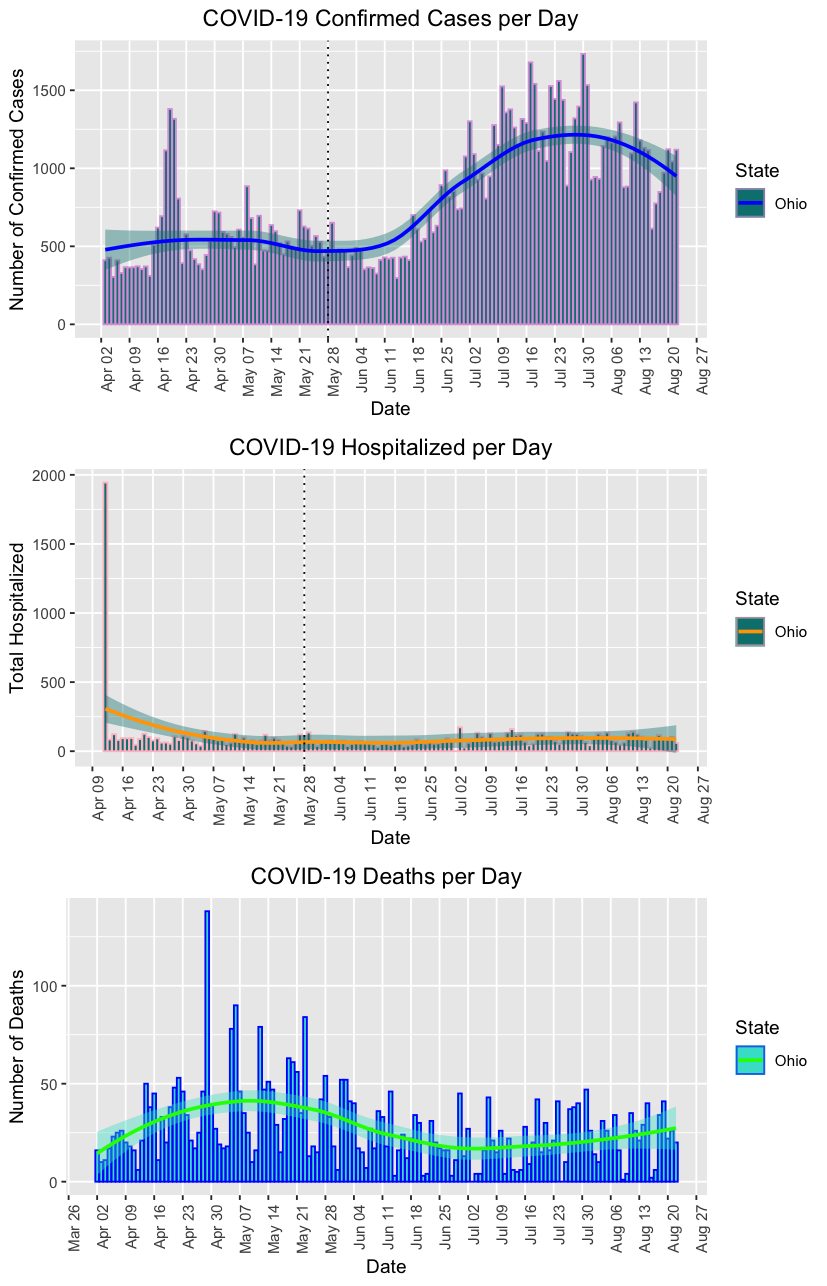 COVID-19 Confirmed Cases per Day
Number of Confirmed Cases
1500
1000
500
0
Apr 02
Apr 09
Apr 16
Apr 23
Apr 30
May 07
May 14
May 21
May 28
Jun 04
Jun 11
Jun 18
Jun 25
Jul 02
Jul 09
Jul 16
Jul 23
Jul 30
Aug 06
Aug 13
Aug 20
Aug 27
Date
State
Ohio
COVID-19 Hospitalized per Day
Total Hospitalized
2000
1500
1000
500
0
Apr 09
Apr 16
Apr 23
Apr 30
May 07
May 14
May 21
May 28
Jun 04
Jun 11
Jun 18
Jun 25
Jul 02
Jul 09
Jul 16
Jul 23
Jul 30
Aug 06
Aug 13
Aug 20
Aug 27
Date
State
Ohio
COVID-19 Deaths per Day
Number of Deaths
100
50
0
Mar 26
Apr 02
Apr 09
Apr 16
Apr 23
Apr 30
May 07
May 14
May 21
May 28
Jun 04
Jun 11
Jun 18
Jun 25
Jul 02
Jul 09
Jul 16
Jul 23
Jul 30
Aug 06
Aug 13
Aug 20
Aug 27
Date
State
Ohio